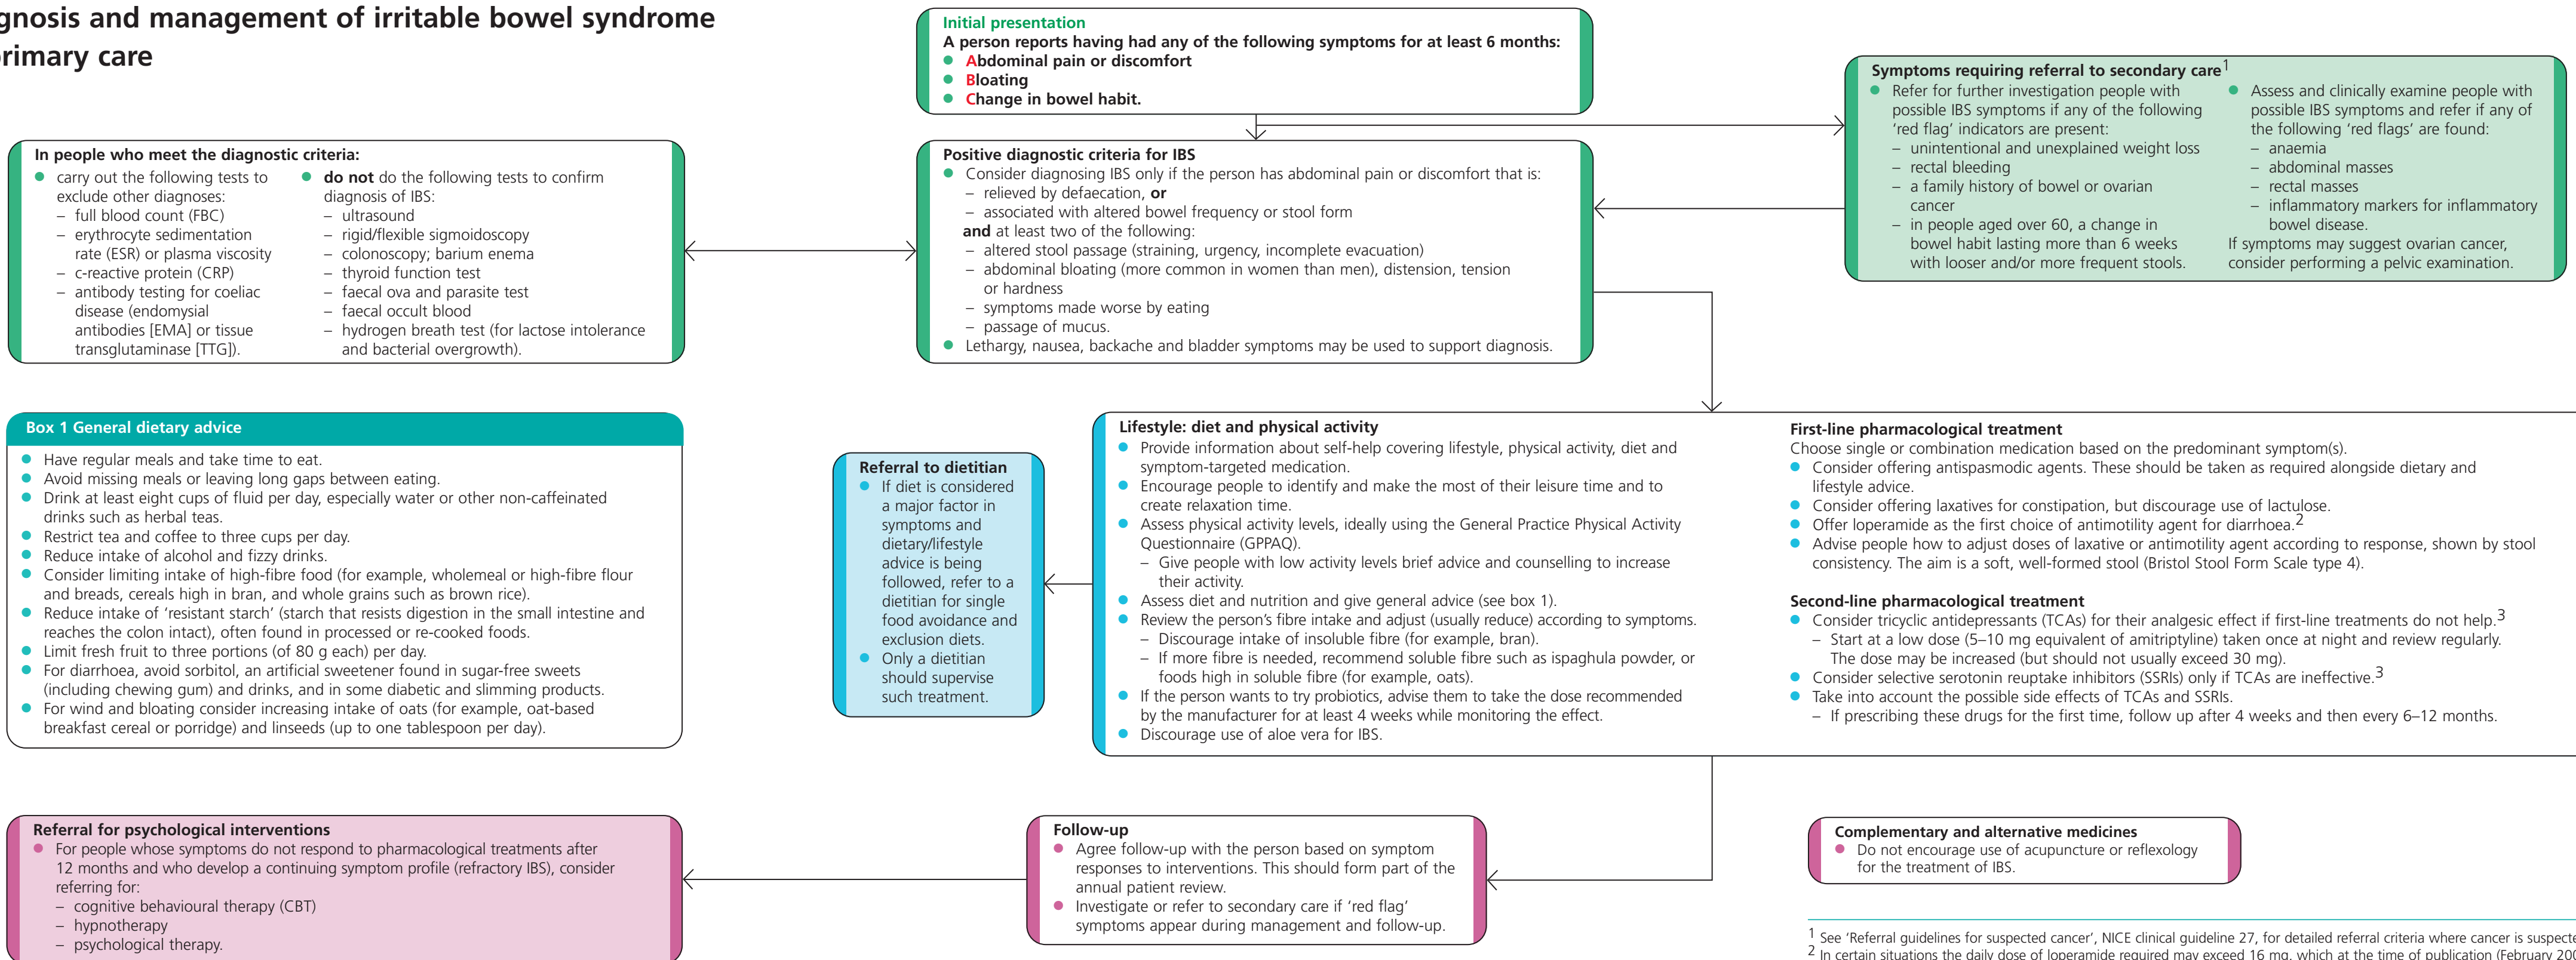 gnosis and management of irritable bowel syndrome
primary care
Initial presentation
A person reports having had any of the following symptoms for at least 6 months:
● Abdominal pain or discomfort
● Bloating
● Change in bowel habit.
Symptoms requiring referral to secondary care1
● Refer for further investigation people with
possible IBS symptoms if any of the following
‘red flag’ indicators are present:
– unintentional and unexplained weight loss
– rectal bleeding
– a family history of bowel or ovarian
cancer
– in people aged over 60, a change in
bowel habit lasting more than 6 weeks
with looser and/or more frequent stools.
● Assess and clinically examine people with
possible IBS symptoms and refer if any of
the following ‘red flags’ are found:
– anaemia
– abdominal masses
– rectal masses
– inflammatory markers for inflammatory
bowel disease.
If symptoms may suggest ovarian cancer,
consider performing a pelvic examination.
In people who meet the diagnostic criteria:
● carry out the following tests to
exclude other diagnoses:
– full blood count (FBC)
– erythrocyte sedimentation
rate (ESR) or plasma viscosity
– c-reactive protein (CRP)
– antibody testing for coeliac
disease (endomysial
antibodies [EMA] or tissue
transglutaminase [TTG]).
● do not do the following tests to confirm
diagnosis of IBS:
– ultrasound
– rigid/flexible sigmoidoscopy
– colonoscopy; barium enema
– thyroid function test
– faecal ova and parasite test
– faecal occult blood
– hydrogen breath test (for lactose intolerance
and bacterial overgrowth).
Positive diagnostic criteria for IBS
● Consider diagnosing IBS only if the person has abdominal pain or discomfort that is:
– relieved by defaecation, or
– associated with altered bowel frequency or stool form
and at least two of the following:
– altered stool passage (straining, urgency, incomplete evacuation)
– abdominal bloating (more common in women than men), distension, tension
or hardness
– symptoms made worse by eating
– passage of mucus.
● Lethargy, nausea, backache and bladder symptoms may be used to support diagnosis.
Box 1 General dietary advice
● Have regular meals and take time to eat.
● Avoid missing meals or leaving long gaps between eating.
● Drink at least eight cups of fluid per day, especially water or other non-caffeinated
drinks such as herbal teas.
● Restrict tea and coffee to three cups per day.
● Reduce intake of alcohol and fizzy drinks.
● Consider limiting intake of high-fibre food (for example, wholemeal or high-fibre flour
and breads, cereals high in bran, and whole grains such as brown rice).
● Reduce intake of ‘resistant starch’ (starch that resists digestion in the small intestine and
reaches the colon intact), often found in processed or re-cooked foods.
● Limit fresh fruit to three portions (of 80 g each) per day.
● For diarrhoea, avoid sorbitol, an artificial sweetener found in sugar-free sweets
(including chewing gum) and drinks, and in some diabetic and slimming products.
● For wind and bloating consider increasing intake of oats (for example, oat-based
breakfast cereal or porridge) and linseeds (up to one tablespoon per day).
Referral to dietitian
● If diet is considered
a major factor in
symptoms and
dietary/lifestyle
advice is being
followed, refer to a
dietitian for single
food avoidance and
exclusion diets.
● Only a dietitian
should supervise
such treatment.
Lifestyle: diet and physical activity
● Provide information about self-help covering lifestyle, physical activity, diet and
symptom-targeted medication.
● Encourage people to identify and make the most of their leisure time and to
create relaxation time.
● Assess physical activity levels, ideally using the General Practice Physical Activity
Questionnaire (GPPAQ).
– Give people with low activity levels brief advice and counselling to increase
their activity.
● Assess diet and nutrition and give general advice (see box 1).
● Review the person’s fibre intake and adjust (usually reduce) according to symptoms.
– Discourage intake of insoluble fibre (for example, bran).
– If more fibre is needed, recommend soluble fibre such as ispaghula powder, or
foods high in soluble fibre (for example, oats).
● If the person wants to try probiotics, advise them to take the dose recommended
by the manufacturer for at least 4 weeks while monitoring the effect.
● Discourage use of aloe vera for IBS.
First-line pharmacological treatment
Choose single or combination medication based on the predominant symptom(s).
● Consider offering antispasmodic agents. These should be taken as required alongside dietary and
lifestyle advice.
● Consider offering laxatives for constipation, but discourage use of lactulose.
● Offer loperamide as the first choice of antimotility agent for diarrhoea.2
● Advise people how to adjust doses of laxative or antimotility agent according to response, shown by stool
consistency. The aim is a soft, well-formed stool (Bristol Stool Form Scale type 4).
Second-line pharmacological treatment
● Consider tricyclic antidepressants (TCAs) for their analgesic effect if first-line treatments do not help.3
– Start at a low dose (5–10 mg equivalent of amitriptyline) taken once at night and review regularly.
The dose may be increased (but should not usually exceed 30 mg).
● Consider selective serotonin reuptake inhibitors (SSRIs) only if TCAs are ineffective.3
● Take into account the possible side effects of TCAs and SSRIs.
– If prescribing these drugs for the first time, follow up after 4 weeks and then every 6–12 months.
Referral for psychological interventions
● For people whose symptoms do not respond to pharmacological treatments after
12 months and who develop a continuing symptom profile (refractory IBS), consider
referring for:
– cognitive behavioural therapy (CBT)
– hypnotherapy
– psychological therapy.
Follow-up
● Agree follow-up with the person based on symptom
responses to interventions. This should form part of the
annual patient review.
● Investigate or refer to secondary care if ‘red flag’
symptoms appear during management and follow-up.
Complementary and alternative medicines
● Do not encourage use of acupuncture or reflexology
for the treatment of IBS.
1 See ‘Referral guidelines for suspected cancer’, NICE clinical guideline 27, for detailed referral criteria where cancer is suspecte
2 In certain situations the daily dose of loperamide required may exceed 16 mg, which at the time of publication (February 200